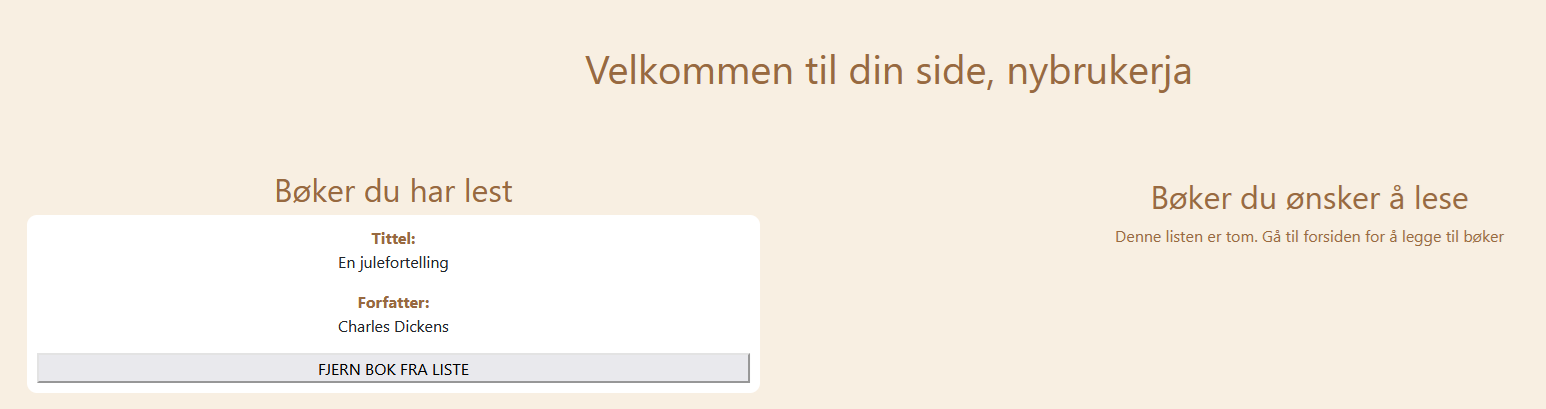 Velkommen til din side, nybrukerja
Bøker du har lest
Tittel:
En julefortelling
Forfatter:
Charles Dickens
FJERN BOK FRA LISTE
Bøker du ønsker å lese
Denne listen er tom. Gå til forsiden for å legge til bøker